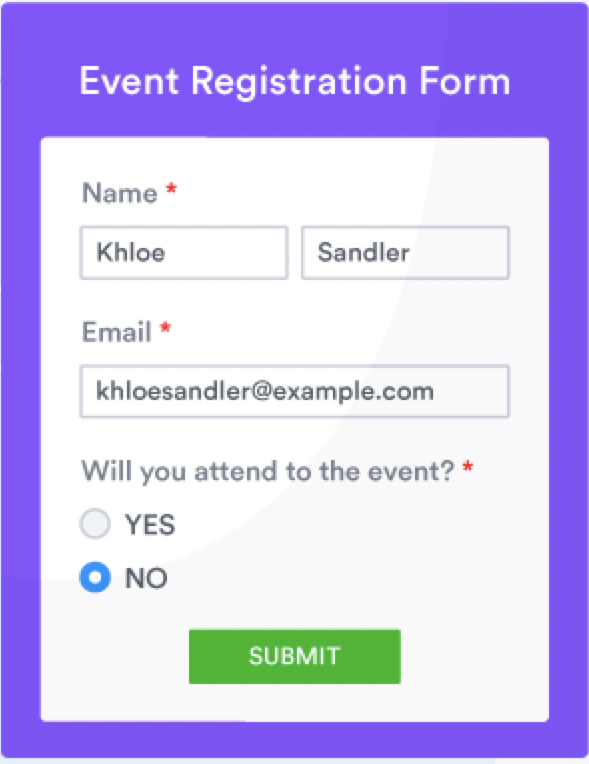 Event Registration Form
Name *
Khloe Sandler
Email *
khloesandler@example.com
Will you attend to the event? *
YES
NO
SUBMIT